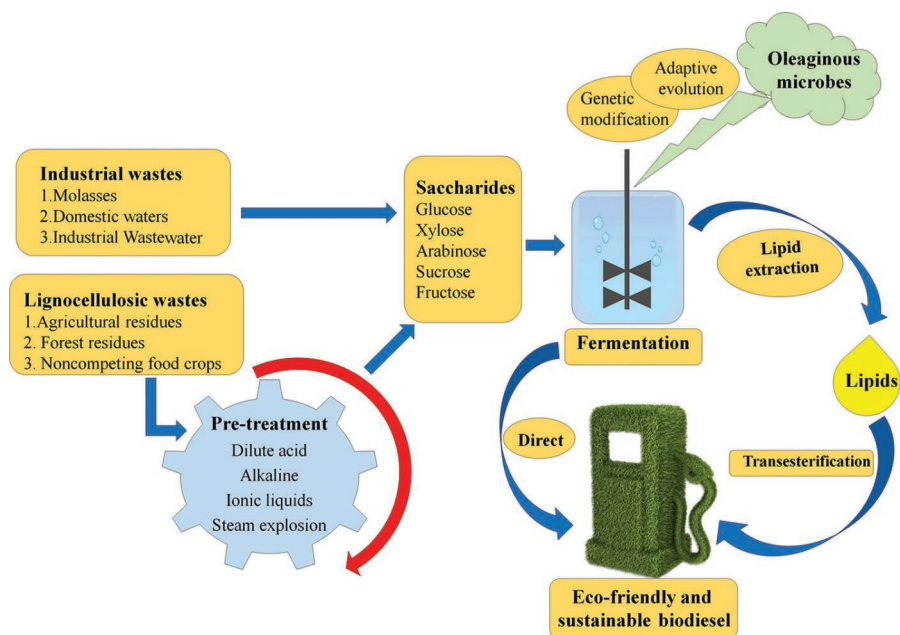 Industrial wastes
1.Molasses
2.Domestic waters
3.Industrial Wastewater
Lignocellulosic wastes
1.Agricultural residues
2. Forest residues
3. Noncompeting food crops
Pre-treatment
Dilute acid
Alkaline
Ionic liquids
Steam explosion
Saccharides
Glucose
Xylose
Arabinose
Sucrose
Fructose
Genetic
modification
Adaptive
evolution
Oleaginous
microbes
Fermentation
Lipid
extraction
Lipids
Direct
Transesterification
Eco-friendly and
sustainable biodiesel